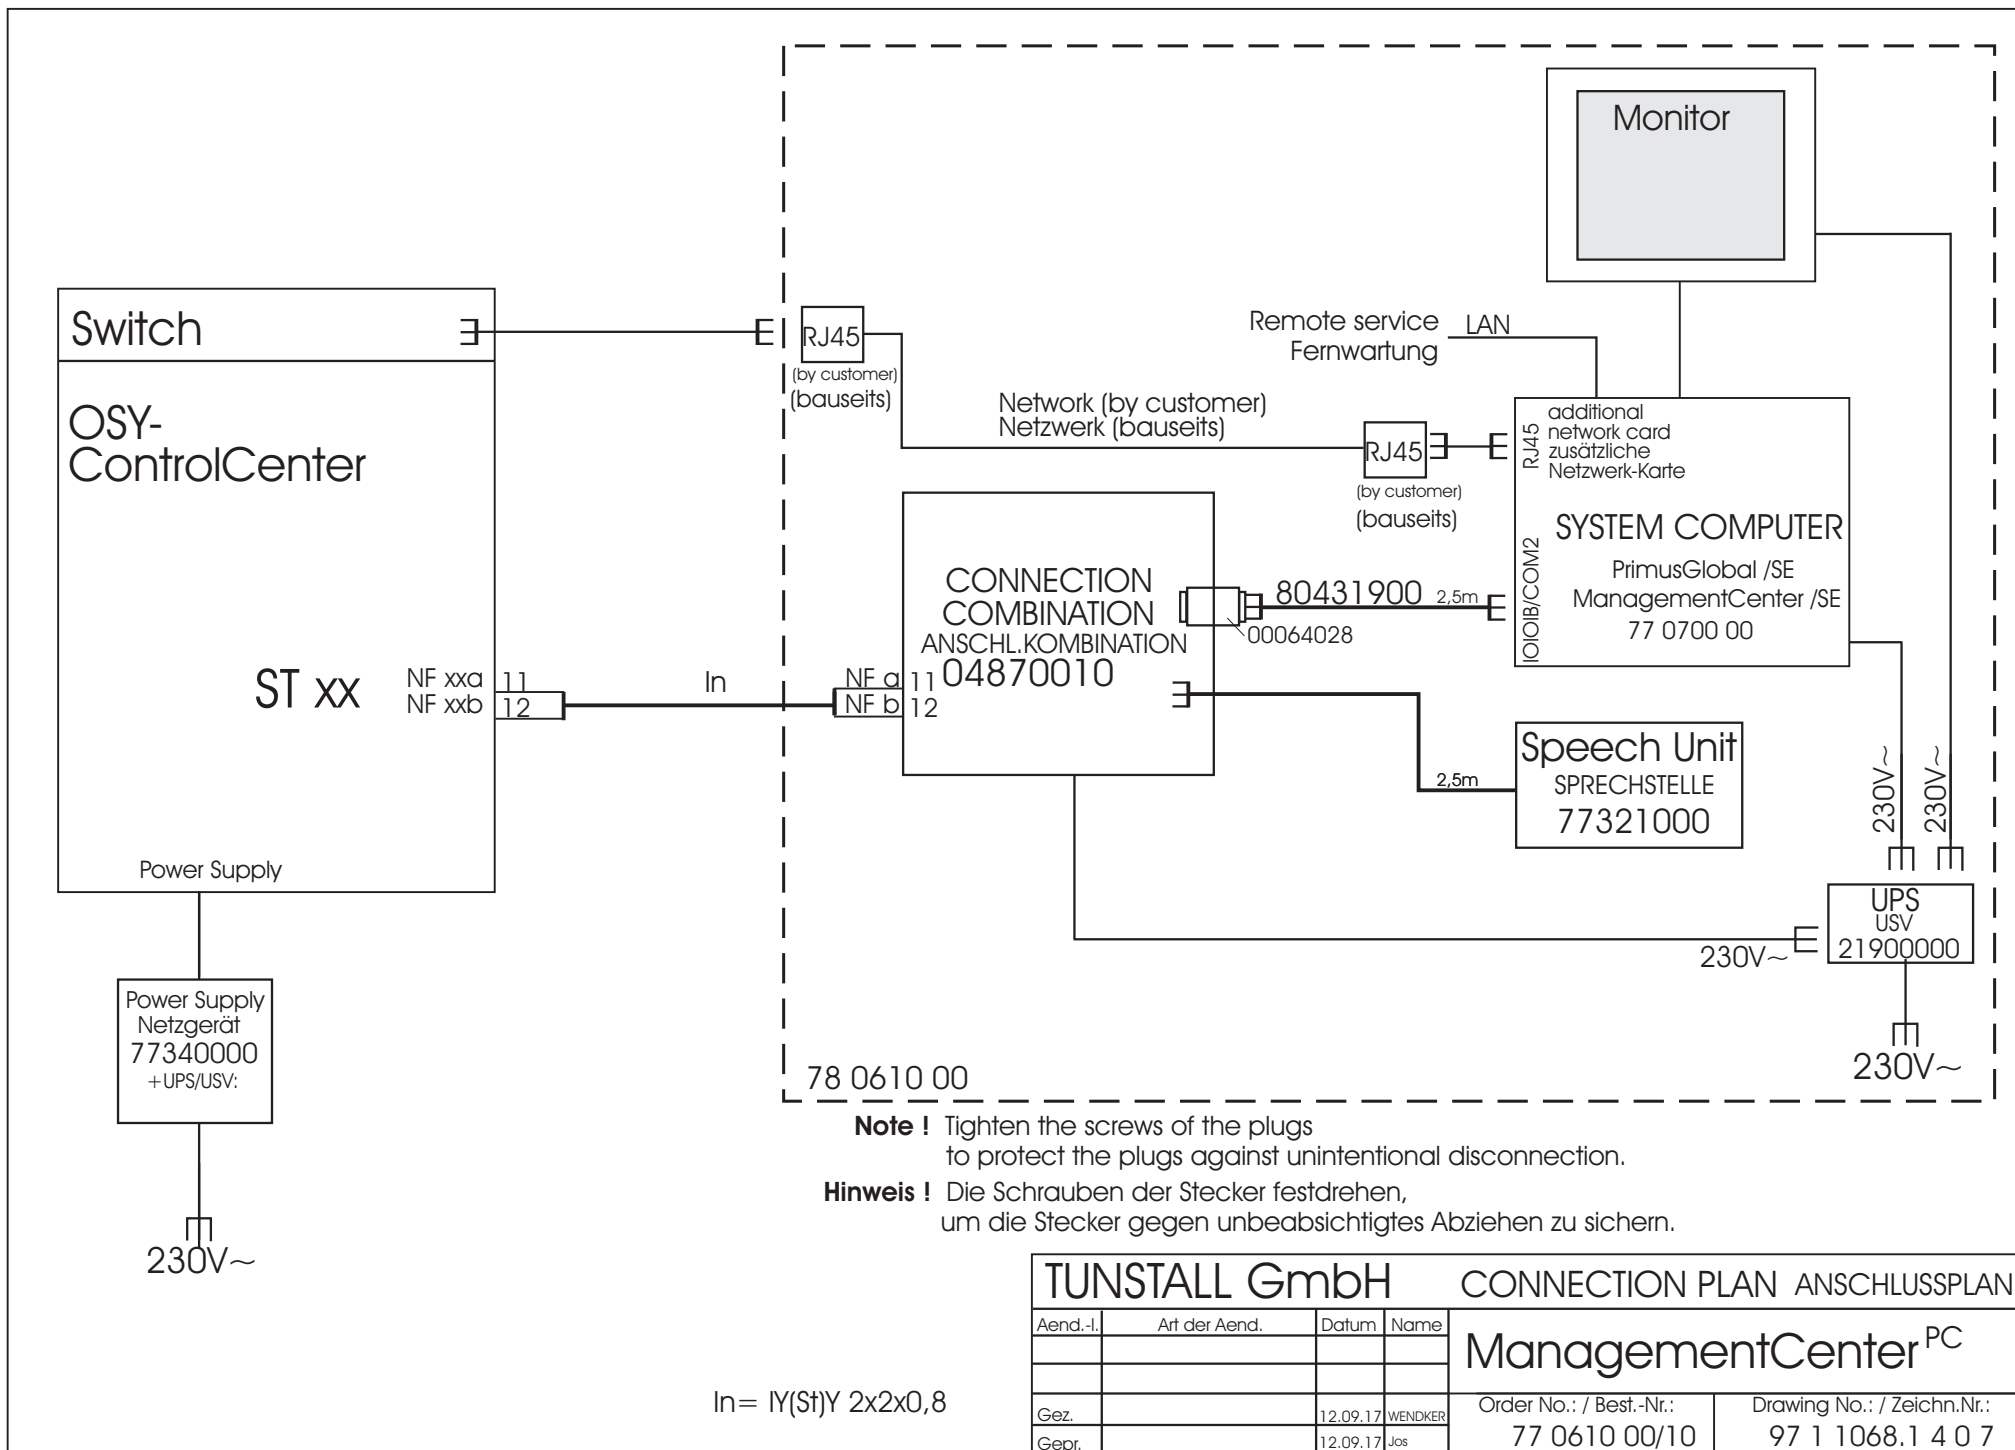 Monitor
Switch
RJ45
(by customer)
(bauseits)
Remote service
Fernwartung
LAN
OSY-
ControlCenter
Network (by customer)
Netzwerk (bauseits)
RJ45
(by customer)
(bauseits)
RJ45
additional
network card
zusätzliche
Netzwerk-Karte
SYSTEM COMPUTER
PrimusGlobal /SE
ManagementCenter /SE
77 0700 00
IOIOIB/COM2
CONNECTION
COMBINATION
ANSCHL.KOMBINATION
04870010
80431900
2,5m
00064028
ST xx
NF xxa 11
NF xxb 12
In
NF a 11
NF b 12
Speech Unit
SPRECHSTELLE
77321000
2,5m
230V~
230V~
Power Supply
UPS
USV
21900000
230V~
230V~
Power Supply
Netzgerät
77340000
+UPS/USV:
230V~
78 0610 00
Note ! Tighten the screws of the plugs
to protect the plugs against unintentional disconnection.
Hinweis ! Die Schrauben der Stecker festdrehen,
um die Stecker gegen unbeabsichtigtes Abziehen zu sichern.
In= IY(St)Y 2x2x0,8
TUNSTALL GmbH
CONNECTION PLAN ANSCHLUSSPLAN
Aend.-I. Art der Aend. Datum Name
ManagementCenter PC
Gez. 12.09.17 WENDKER
Gepr. 12.09.17 Jos
Order No.: / Best.-Nr.:
77 0610 00/10
Drawing No.: / Zeichn.Nr.:
97 1 1068.1 4 0 7